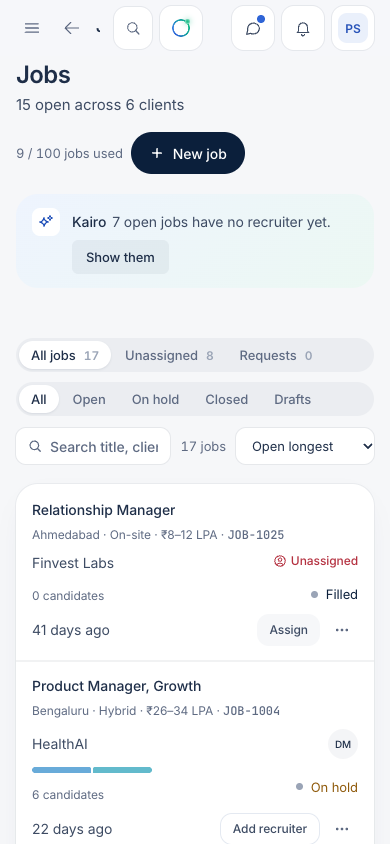 PS
Jobs
15 open across 6 clients
9 / 100 jobs used
+ New job
Kairo 7 open jobs have no recruiter yet.
Show them
All jobs 17 Unassigned 8 Requests 0
All Open On hold Closed Drafts
Search title, clien 17 jobs Open longest
Relationship Manager
Ahmedabad · On-site · ₹8–12 LPA · JOB-1025
Finvest Labs Unassigned
0 candidates Filled
41 days ago Assign ···
Product Manager, Growth
Bengaluru · Hybrid · ₹26–34 LPA · JOB-1004
HealthAI DM
6 candidates On hold
22 days ago Add recruiter ···